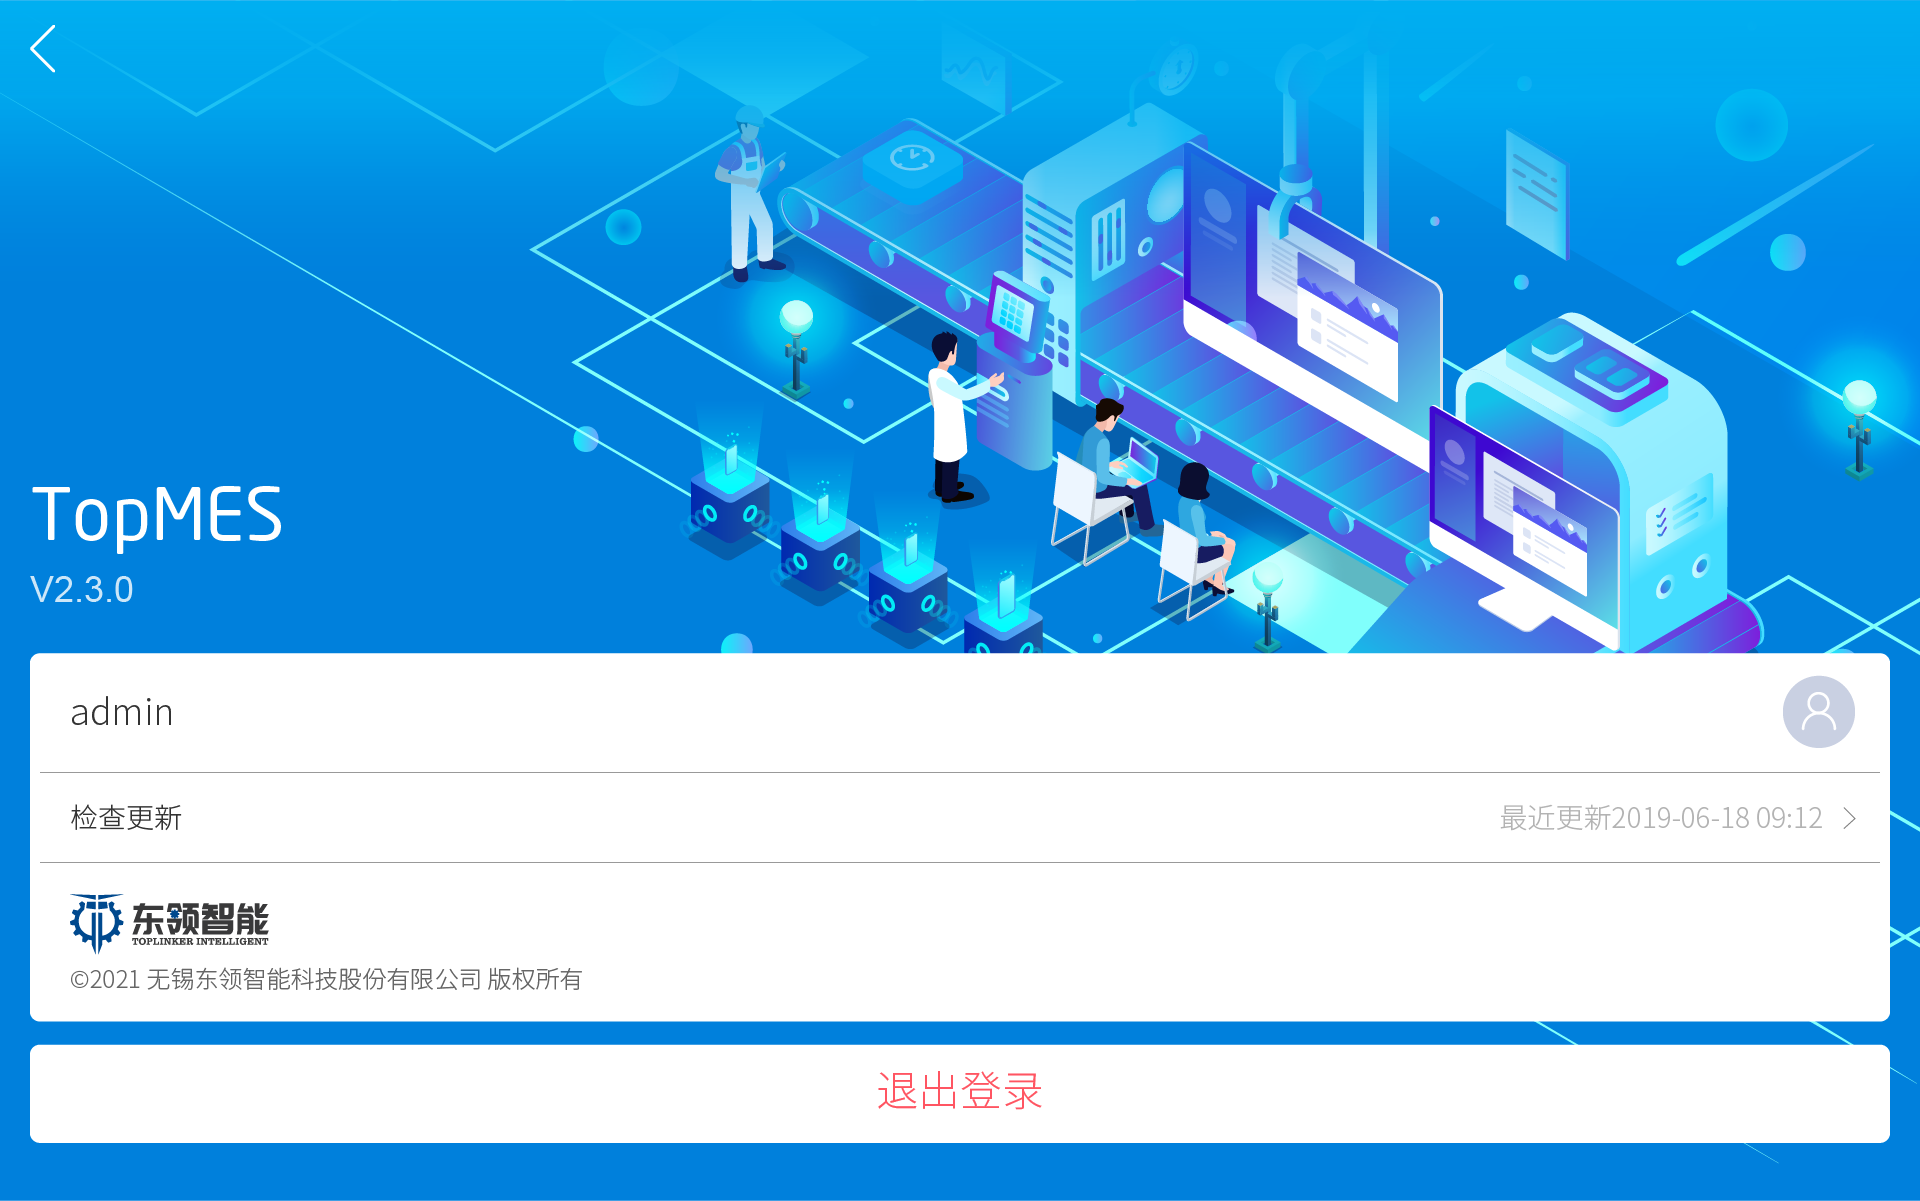 TopMES
V2.3.0
admin
检查更新
最近更新2019-06-18 09:12
东领智能
TOPLINKER INTELLIGENT
©2021 无锡东领智能科技股份有限公司 版权所有
退出登录